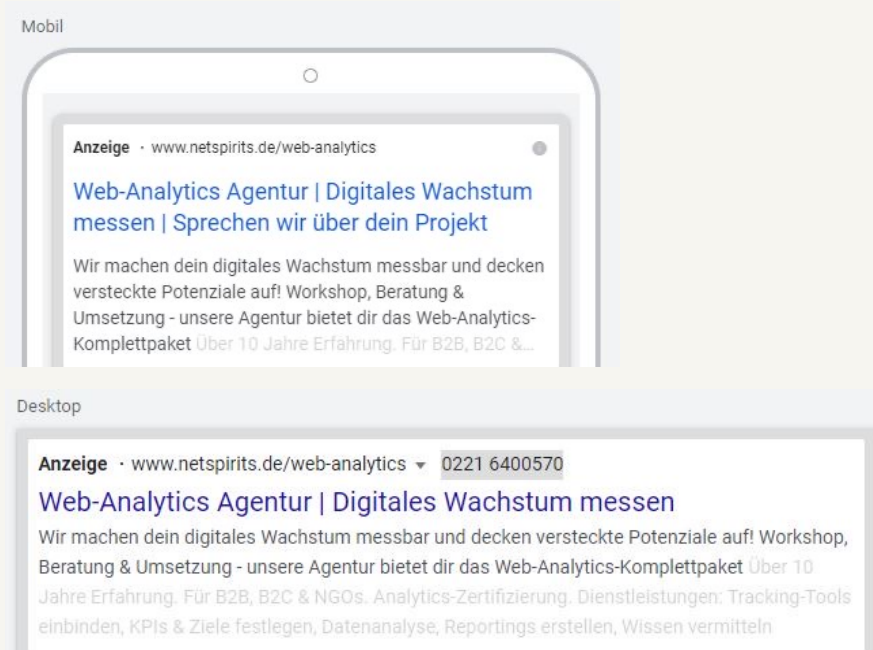 Mobil
Anzeige · www.netspirits.de/web-analytics
Web-Analytics Agentur | Digitales Wachstum
messen | Sprechen wir über dein Projekt
Wir machen dein digitales Wachstum messbar und decken
versteckte Potenziale auf! Workshop, Beratung &
Umsetzung - unsere Agentur bietet dir das Web-Analytics-
Komplettpaket Über 10 Jahre Erfahrung. Für B2B, B2C &...
Desktop
Anzeige · www.netspirits.de/web-analytics 0221 6400570
Web-Analytics Agentur | Digitales Wachstum messen
Wir machen dein digitales Wachstum messbar und decken versteckte Potenziale auf! Workshop,
Beratung & Umsetzung - unsere Agentur bietet dir das Web-Analytics-Komplettpaket Über 10
Jahre Erfahrung. Für B2B, B2C & NGOs. Analytics-Zertifizierung. Dienstleistungen: Tracking-Tools
einbinden, KPIs & Ziele festlegen, Datenanalyse, Reportings erstellen, Wissen vermitteln